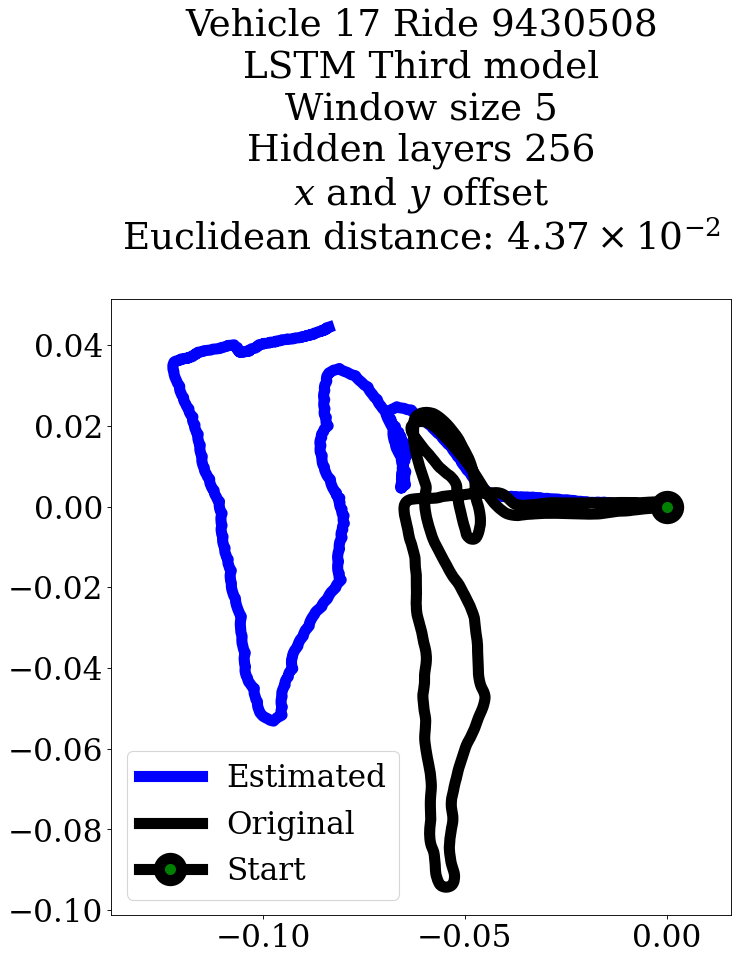 Vehicle 17 Ride 9430508
LSTM Third model
Window size 5
Hidden layers 256
x and y offset
Euclidean distance: 4.37 × 10⁻²
0.04
0.02
0.00
−0.02
−0.04
−0.06
−0.08
−0.10
Estimated
Original
Start
−0.10 −0.05 0.00